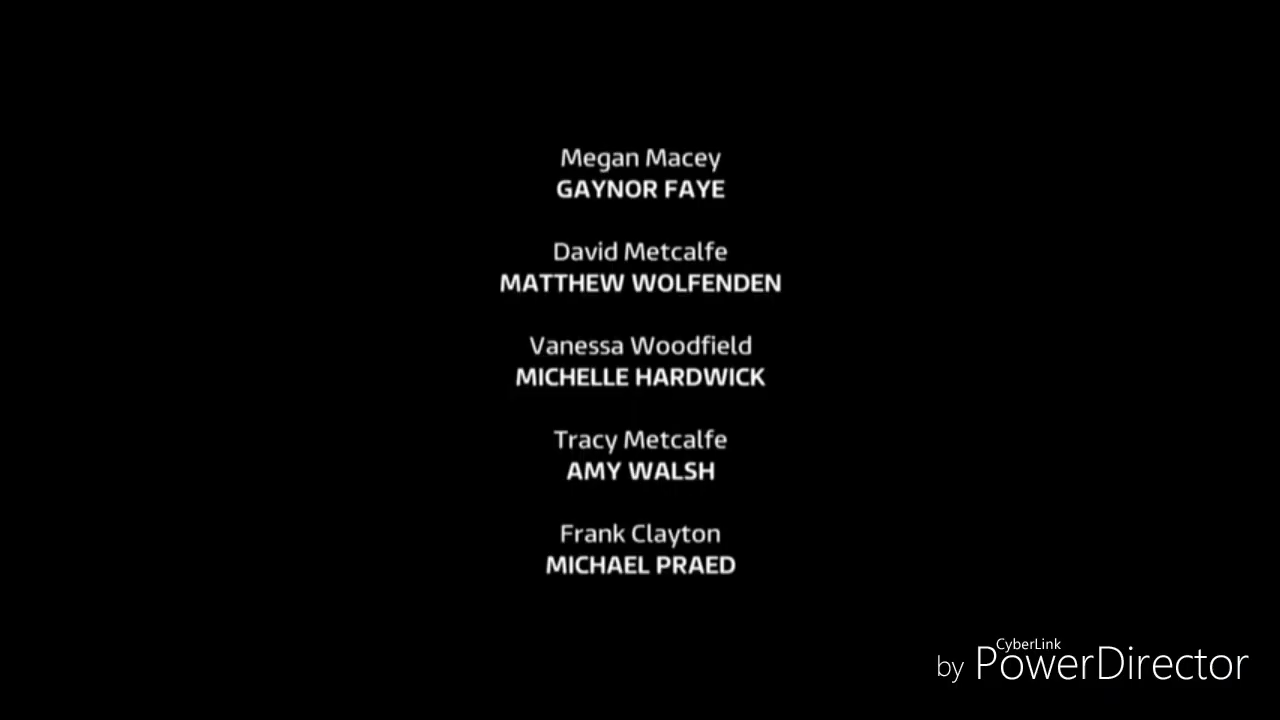 Megan Macey
GAYNOR FAYE
David Metcalfe
MATTHEW WOLFENDEN
Vanessa Woodfield
MICHELLE HARDWICK
Tracy Metcalfe
AMY WALSH
Frank Clayton
MICHAEL PRAED
CyberLink
by PowerDirector